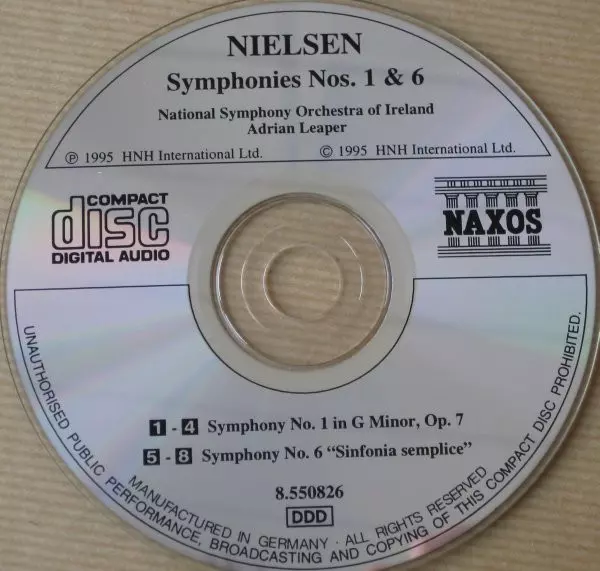 NIELSEN
Symphonies Nos. 1 & 6
National Symphony Orchestra of Ireland
Adrian Leaper
℗ 1995 HNH International Ltd.
© 1995 HNH International Ltd.
COMPACT
disc
DIGITAL AUDIO
NAXOS
1 - 4 Symphony No. 1 in G Minor, Op. 7
5 - 8 Symphony No. 6 “Sinfonia semplice”
8.550826
DDD
MANUFACTURED IN GERMANY · ALL RIGHTS RESERVED
UNAUTHORISED PUBLIC PERFORMANCE, BROADCASTING AND COPYING OF THIS COMPACT DISC PROHIBITED.